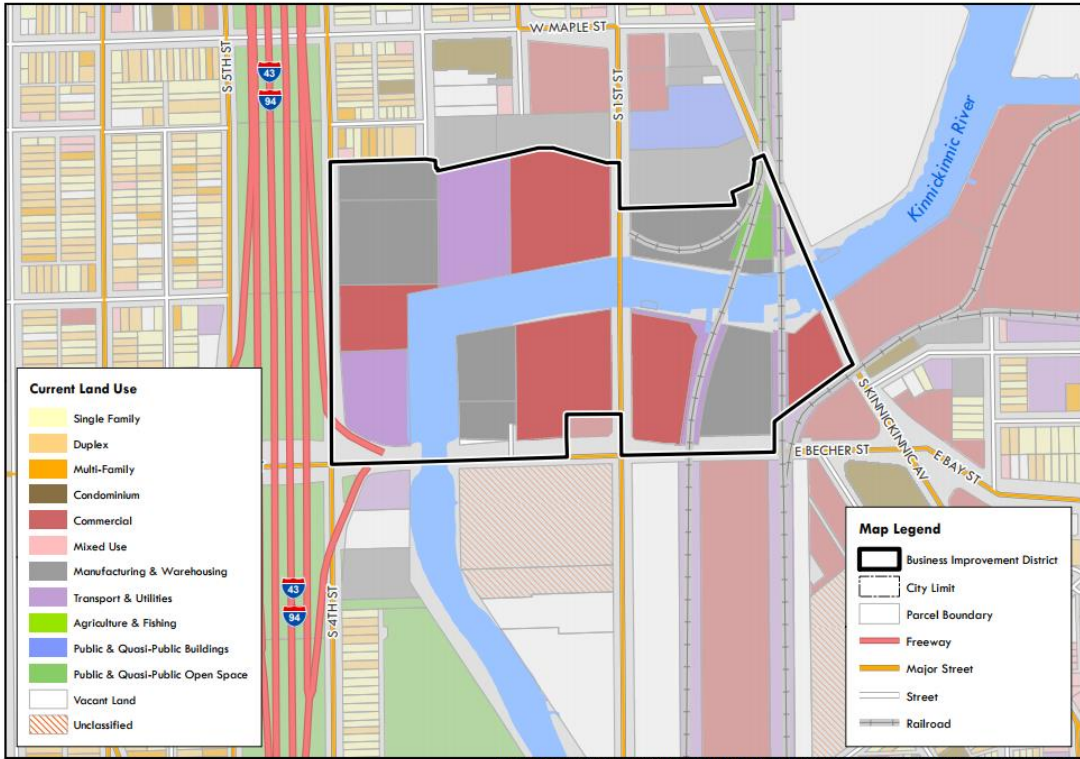 W MAPLE ST
S 5TH ST
43
94
S 1ST ST
Kinnickinnic River
Current Land Use
Single Family
Duplex
Multi-Family
Condominium
Commercial
Mixed Use
Manufacturing & Warehousing
Transport & Utilities
Agriculture & Fishing
Public & Quasi-Public Buildings
Public & Quasi-Public Open Space
Vacant Land
Unclassified
S KINNICKINNIC AV
E BECHER ST
E BAY ST
43
94
S 4TH ST
Map Legend
Business Improvement District
City Limit
Parcel Boundary
Freeway
Major Street
Street
Railroad